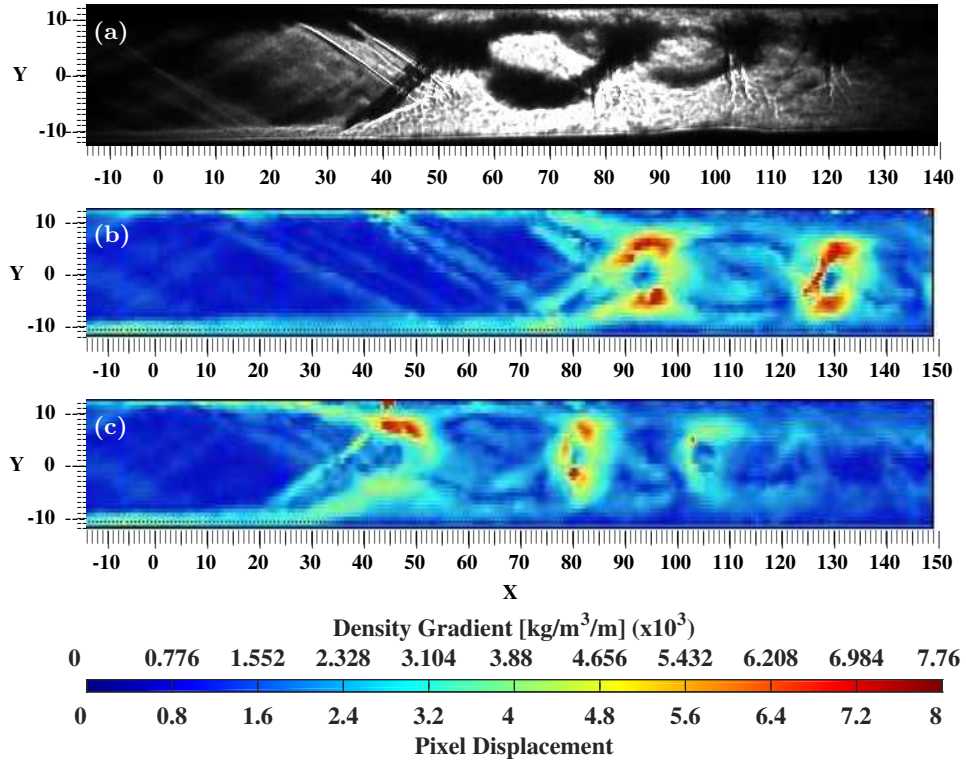 10
(a)
Y
0
-10
-10 0 10 20 30 40 50 60 70 80 90 100 110 120 130 140
10
(b)
Y
0
-10
-10 0 10 20 30 40 50 60 70 80 90 100 110 120 130 140 150
10
(c)
Y
0
-10
-10 0 10 20 30 40 50 60 70 80 90 100 110 120 130 140 150
X
Density Gradient [kg/m³/m] (x10³)
0 0.776 1.552 2.328 3.104 3.88 4.656 5.432 6.208 6.984 7.76
0 0.8 1.6 2.4 3.2 4 4.8 5.6 6.4 7.2 8
Pixel Displacement